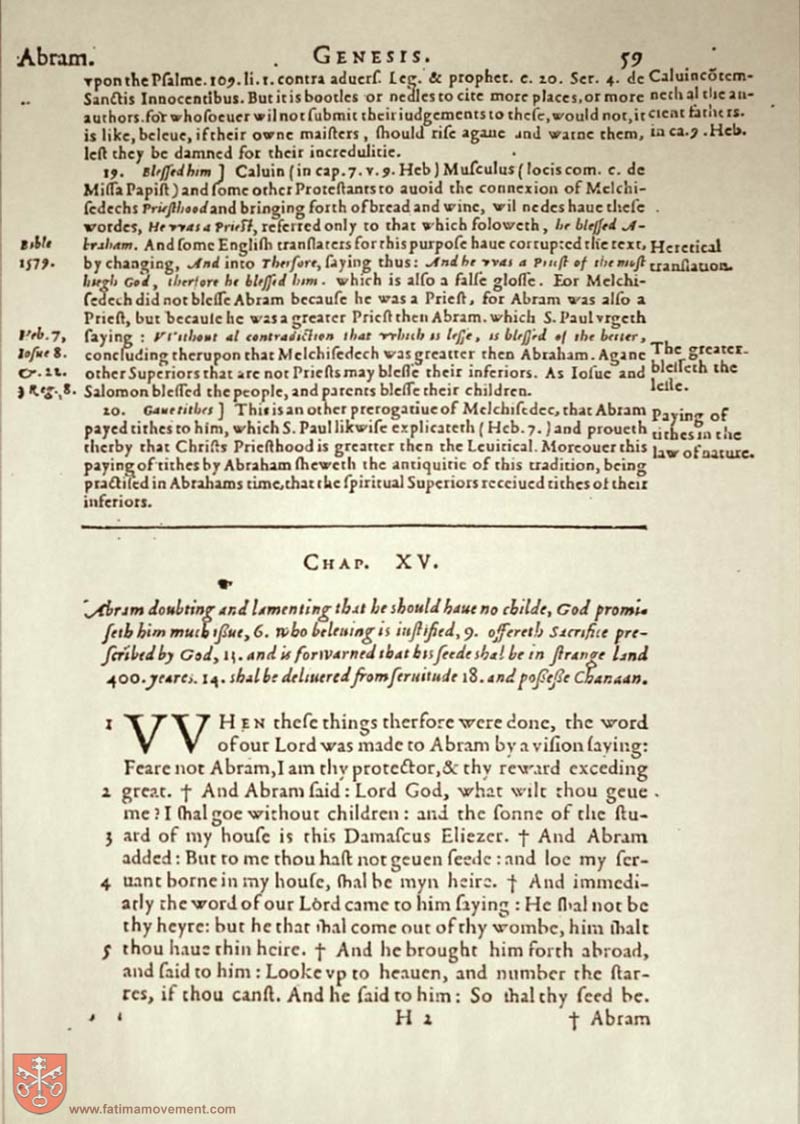 Abram. GENESIS. 59
vpon the Psalme. 109. li. 1. contra aduers. Leg. & prophet. c. 20. Ser. 4. de
Sanctis Innocentibus. But it is bootles or nedles to cite more places, or more
authors. for whosoeuer wil not submit their iudgements to these, would not, it
is like, beleue, if their owne maisters, should rise agane and warne them,
lest they be damned for their incredulitie.
Caluin cõtem-
neth al the an-
cient fathers.
in ca. 7. Heb.
19. Blessed him ] Caluin (in cap. 7. v. 9. Heb) Musculus (locis com. c. de
Missa Papist) and some other Protestants to auoid the connexion of Melchi-
sedechs Priesthood and bringing forth of bread and wine, wil nedes haue these
wordes, He vvas a Priest, referred only to that which foloweth, he blessed A-
braham. And some English translaters for this purpose haue corrupted the text,
by changing, And into Therfore, saying thus: And he vvas a Priest of the most
hiegh God, therfore he blessed him. which is also a false glosse. For Melchi-
sedech did not blesse Abram because he was a Priest, for Abram was also a
Priest, but because he was a greater Priest then Abram. which S. Paul vrgeth
saying: VVithout al contradiction that vvhich is lesse, is blessed of the better,
concluding therupon that Melchisedech was greatter then Abraham. Agane
other Superiors that are not Priests may blesse their inferiors. As Iosue and
Salomon blessed the people, and parents blesse their children.
Bible
1579.
Heb. 7,
Iosue 8.
& 22.
3 Reg. 8.
Heretical
translation.
The greater
blesseth the
lesse.
20. Gaue tithes ] This is an other prerogatiue of Melchisedec, that Abram
payed tithes to him, which S. Paul likwise explicateth (Heb. 7.) and proueth
therby that Christs Priesthood is greatter then the Leuitical. Moreouer this
paying of tithes by Abraham sheweth the antiquitie of this tradition, being
practised in Abrahams time, that the spiritual Superiors receiued tithes of their
inferiors.
Paying of
tithes in the
law of nature.
CHAP. XV.
Abram doubting and lamenting that he should haue no childe, God promi-
seth him much ißue, 6. who beleuing is iustified, 9. offereth Sacrifice pre-
scribed by God, 13. and is forwarned that his seede shal be in strange land
400. yeares. 14. shal be deliuered from seruitude 18. and poßeße Chanaan.
1 VVHEN these things therfore were done, the word
of our Lord was made to Abram by a vision saying:
Feare not Abram, I am thy protector, & thy reward exceding
2 great. † And Abram said: Lord God, what wilt thou geue
me? I shal goe without children: and the sonne of the stu-
3 ard of my house is this Damascus Eliezer. † And Abram
added: But to me thou hast not geuen seede: and loe my ser-
4 uant borne in my house, shal be myn heire. † And immedi-
atly the word of our Lord came to him saying: He shal not be
thy heyre: but he that shal come out of thy wombe, him shalt
5 thou haue thin heire. † And he brought him forth abroad,
and said to him: Looke vp to heauen, and number the star-
res, if thou canst. And he said to him: So shal thy seed be.
H 2 † Abram
www.fatimamovement.com